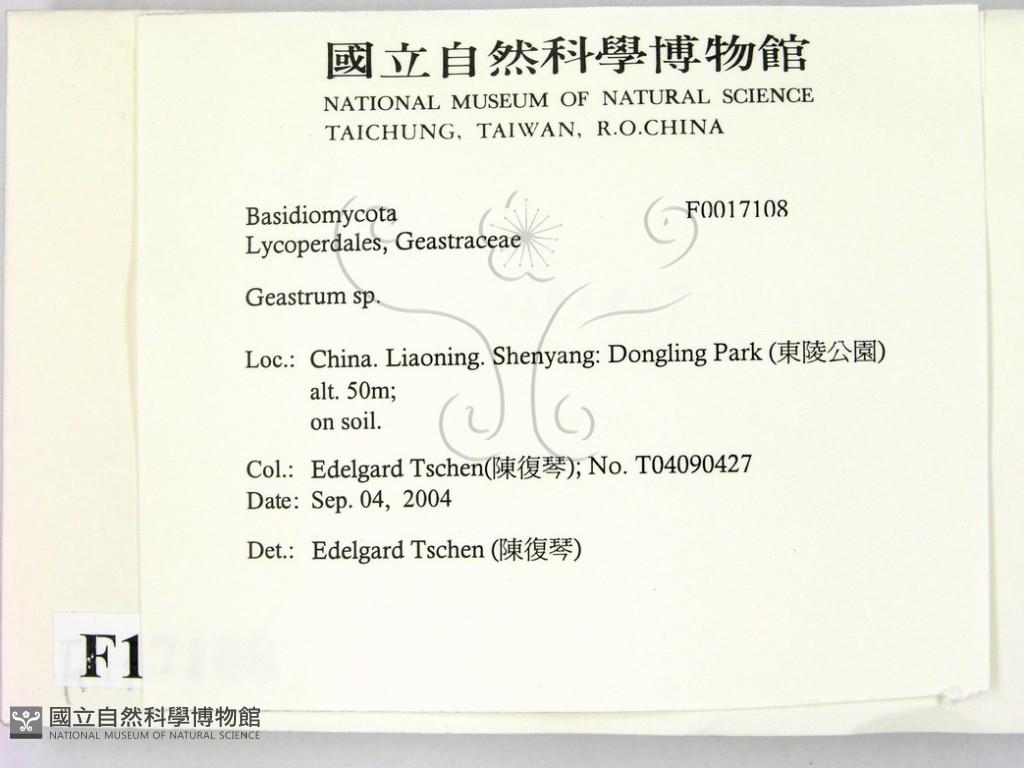 國立自然科學博物館
NATIONAL MUSEUM OF NATURAL SCIENCE
TAICHUNG, TAIWAN, R.O.CHINA
Basidiomycota F0017108
Lycoperdales, Geastraceae
Geastrum sp.
Loc.: China. Liaoning. Shenyang: Dongling Park (東陵公園)
alt. 50m;
on soil.
Col.: Edelgard Tschen(陳復琴); No. T04090427
Date: Sep. 04, 2004
Det.: Edelgard Tschen (陳復琴)
F17108
國立自然科學博物館
NATIONAL MUSEUM OF NATURAL SCIENCE